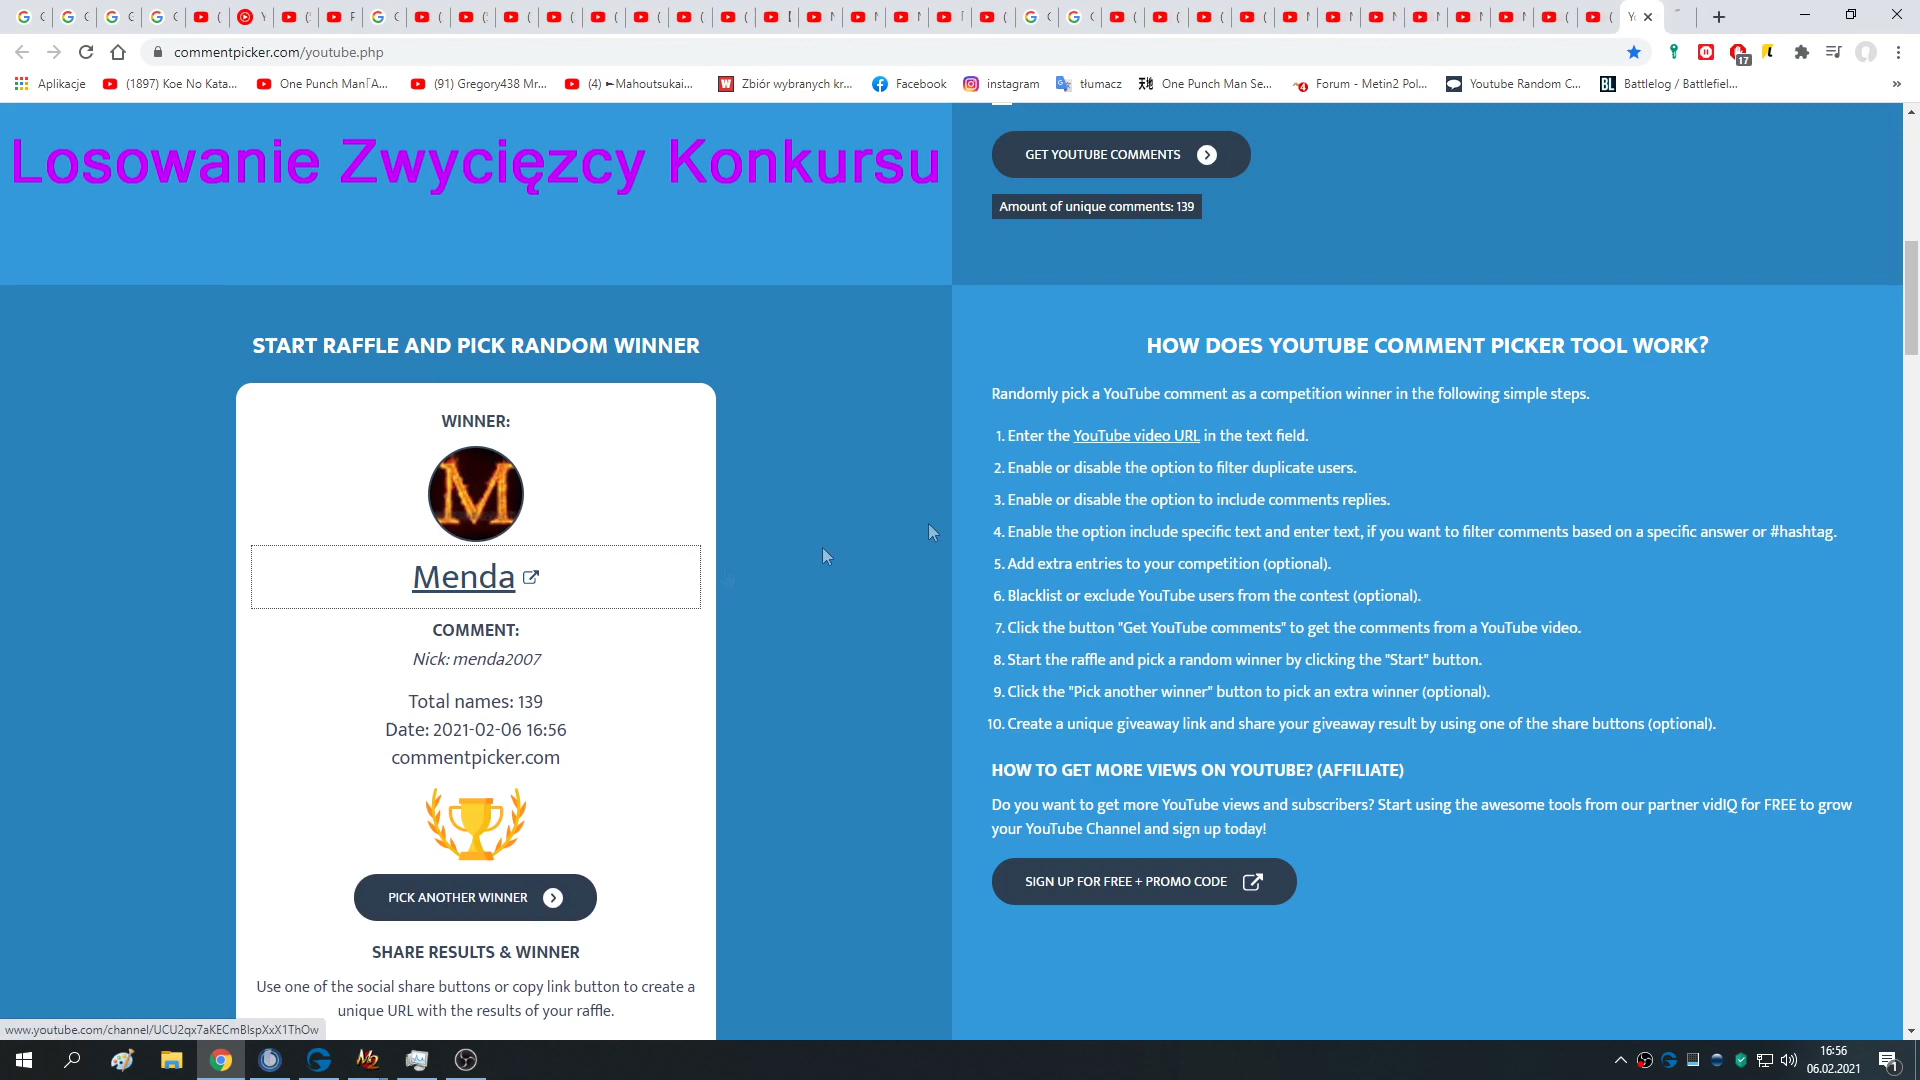 commentpicker.com/youtube.php
Aplikacje
(1897) Koe No Kata...
One Punch Man「A...
(91) Gregory438 Mr...
(4) ►Mahoutsukai...
Zbiór wybranych kr...
Facebook
instagram
tłumacz
One Punch Man Se...
Forum - Metin2 Pol...
Youtube Random C...
Battlelog / Battlefiel...
17
Losowanie Zwycięzcy Konkursu
GET YOUTUBE COMMENTS
Amount of unique comments: 139
START RAFFLE AND PICK RANDOM WINNER
WINNER:
M
Menda
COMMENT:
Nick: menda2007
Total names: 139
Date: 2021-02-06 16:56
commentpicker.com
PICK ANOTHER WINNER
SHARE RESULTS & WINNER
Use one of the social share buttons or copy link button to create a
unique URL with the results of your raffle.
HOW DOES YOUTUBE COMMENT PICKER TOOL WORK?
Randomly pick a YouTube comment as a competition winner in the following simple steps.
1. Enter the YouTube video URL in the text field.
2. Enable or disable the option to filter duplicate users.
3. Enable or disable the option to include comments replies.
4. Enable the option include specific text and enter text, if you want to filter comments based on a specific answer or #hashtag.
5. Add extra entries to your competition (optional).
6. Blacklist or exclude YouTube users from the contest (optional).
7. Click the button "Get YouTube comments" to get the comments from a YouTube video.
8. Start the raffle and pick a random winner by clicking the "Start" button.
9. Click the "Pick another winner" button to pick an extra winner (optional).
10. Create a unique giveaway link and share your giveaway result by using one of the share buttons (optional).
HOW TO GET MORE VIEWS ON YOUTUBE? (AFFILIATE)
Do you want to get more YouTube views and subscribers? Start using the awesome tools from our partner vidIQ for FREE to grow
your YouTube Channel and sign up today!
SIGN UP FOR FREE + PROMO CODE
www.youtube.com/channel/UCU2qx7aKECmBlspXxX1ThOw
16:56
06.02.2021